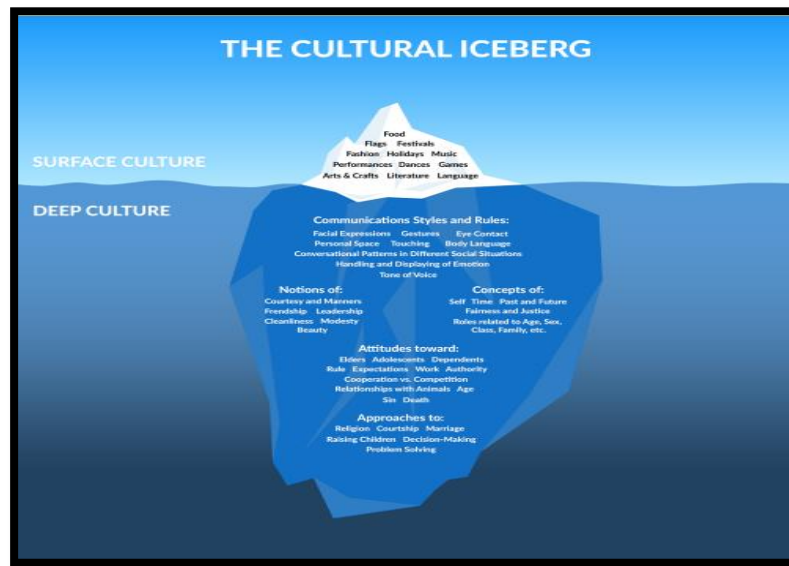 THE CULTURAL ICEBERG
Food
Flags Festivals
Fashion Holidays Music
Performances Dances Games
Arts & Crafts Literature Language
SURFACE CULTURE
DEEP CULTURE
Communications Styles and Rules:
Facial Expressions Gestures Eye Contact
Personal Space Touching Body Language
Conversational Patterns in Different Social Situations
Handling and Displaying of Emotion
Tone of Voice
Notions of:
Courtesy and Manners
Frendship Leadership
Cleanliness Modesty
Beauty
Concepts of:
Self Time Past and Future
Fairness and Justice
Roles related to Age, Sex,
Class, Family, etc.
Attitudes toward:
Elders Adolescents Dependents
Rule Expectations Work Authority
Cooperation vs. Competition
Relationships with Animals Age
Sin Death
Approaches to:
Religion Courtship Marriage
Raising Children Decision-Making
Problem Solving